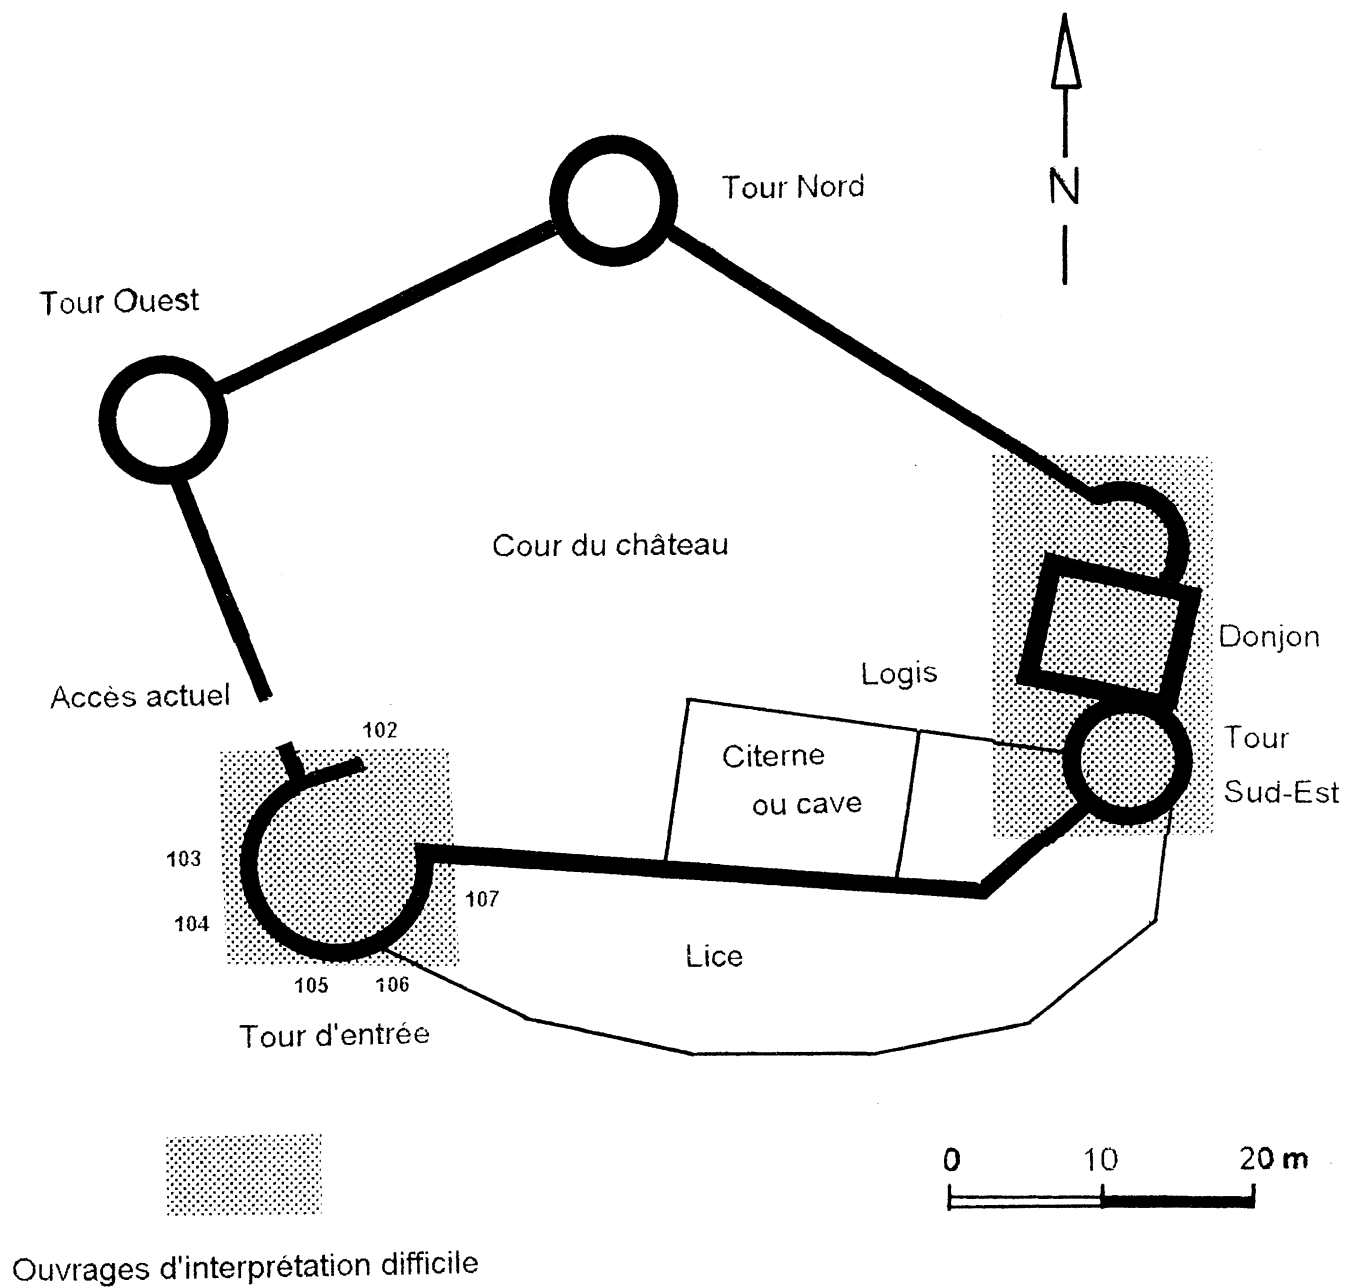 N
Tour Nord
Tour Ouest
Cour du château
Donjon
Logis
Accès actuel
102
Tour
Sud-Est
Citerne
ou cave
103
104
107
Lice
105 106
Tour d'entrée
0 10 20 m
Ouvrages d'interprétation difficile